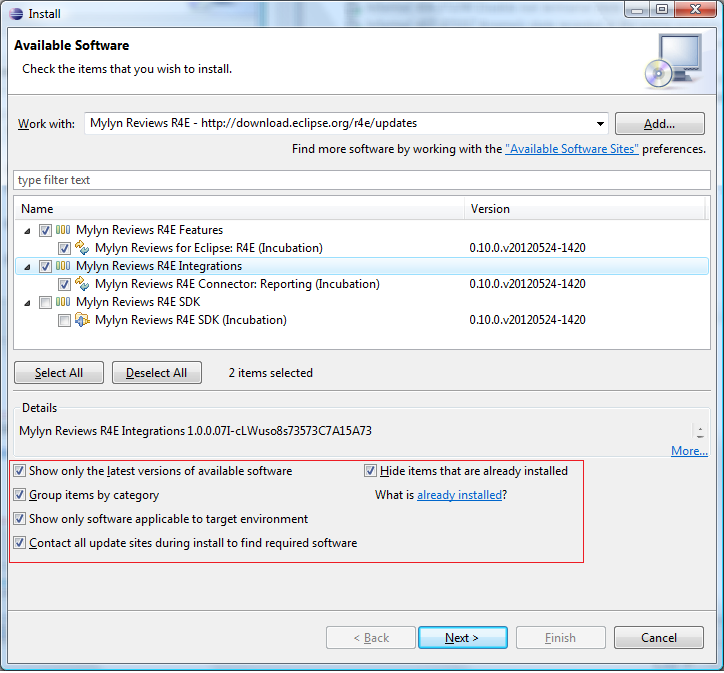 Install
Available Software
Check the items that you wish to install.
Work with: Mylyn Reviews R4E - http://download.eclipse.org/r4e/updates Add...
Find more software by working with the "Available Software Sites" preferences.
type filter text
Name Version
Mylyn Reviews R4E Features
Mylyn Reviews for Eclipse: R4E (Incubation) 0.10.0.v20120524-1420
Mylyn Reviews R4E Integrations
Mylyn Reviews R4E Connector: Reporting (Incubation) 0.10.0.v20120524-1420
Mylyn Reviews R4E SDK
Mylyn Reviews R4E SDK (Incubation) 0.10.0.v20120524-1420
Select All Deselect All 2 items selected
Details
Mylyn Reviews R4E Integrations 1.0.0.07I-cLWuso8s73573C7A15A73
More...
Show only the latest versions of available software Hide items that are already installed
Group items by category What is already installed?
Show only software applicable to target environment
Contact all update sites during install to find required software
< Back Next > Finish Cancel